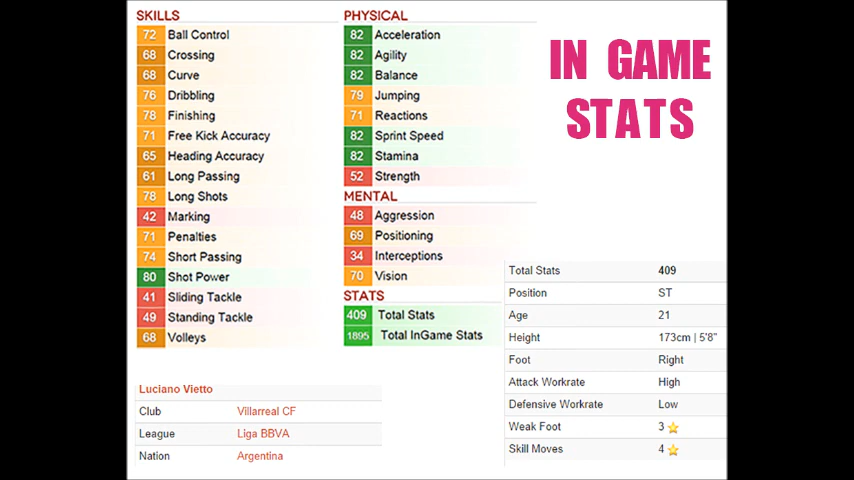 SKILLS
72 Ball Control
68 Crossing
68 Curve
76 Dribbling
78 Finishing
71 Free Kick Accuracy
65 Heading Accuracy
61 Long Passing
78 Long Shots
42 Marking
71 Penalties
74 Short Passing
80 Shot Power
41 Sliding Tackle
49 Standing Tackle
68 Volleys
PHYSICAL
82 Acceleration
82 Agility
82 Balance
79 Jumping
71 Reactions
82 Sprint Speed
82 Stamina
52 Strength
MENTAL
48 Aggression
69 Positioning
34 Interceptions
70 Vision
STATS
409 Total Stats
1895 Total InGame Stats
IN GAME
STATS
Total Stats 409
Position ST
Age 21
Height 173cm | 5'8"
Foot Right
Attack Workrate High
Defensive Workrate Low
Weak Foot 3
Skill Moves 4
Luciano Vietto
Club Villarreal CF
League Liga BBVA
Nation Argentina